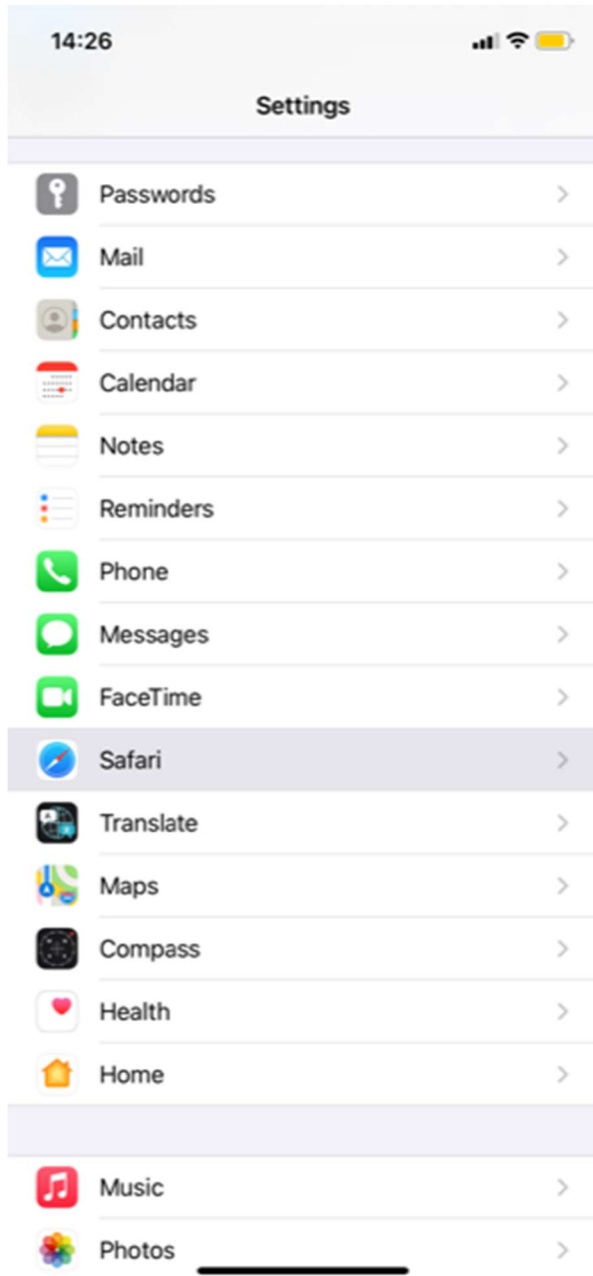 14:26
Settings
Passwords
Mail
Contacts
Calendar
Notes
Reminders
Phone
Messages
FaceTime
Safari
Translate
Maps
Compass
Health
Home
Music
Photos